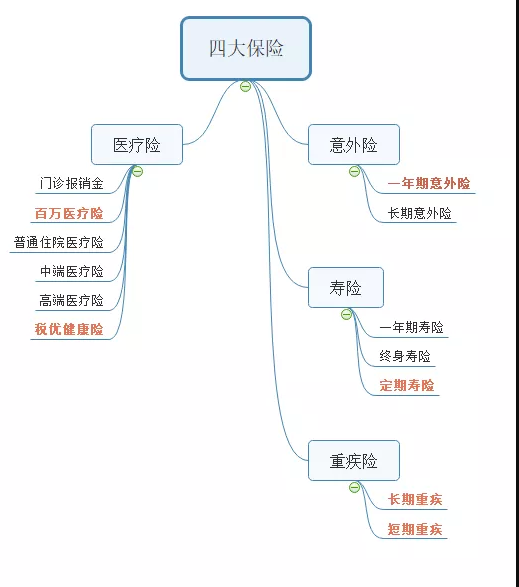 四大保险
医疗险
门诊报销金
百万医疗险
普通住院医疗险
中端医疗险
高端医疗险
税优健康险
意外险
一年期意外险
长期意外险
寿险
一年期寿险
终身寿险
定期寿险
重疾险
长期重疾
短期重疾